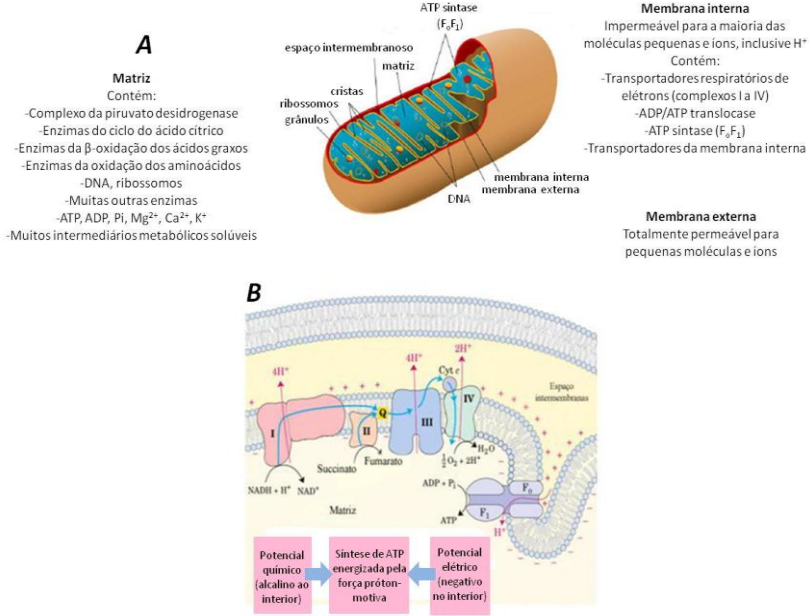 A
Matriz
Contém:
-Complexo da piruvato desidrogenase
-Enzimas do ciclo do ácido cítrico
-Enzimas da β-oxidação dos ácidos graxos
-Enzimas da oxidação dos aminoácidos
-DNA, ribossomos
-Muitas outras enzimas
-ATP, ADP, Pi, Mg²⁺, Ca²⁺, K⁺
-Muitos intermediários metabólicos solúveis
ATP sintase
(FₒF₁)
espaço intermembranoso
matriz
cristas
ribossomos
grânulos
membrana interna
membrana externa
DNA
Membrana interna
Impermeável para a maioria das
moléculas pequenas e íons, inclusive H⁺
Contém:
-Transportadores respiratórios de
elétrons (complexos I a IV)
-ADP/ATP translocase
-ATP sintase (FₒF₁)
-Transportadores da membrana interna
Membrana externa
Totalmente permeável para
pequenas moléculas e íons
B
4H⁺
4H⁺
2H⁺
Cyt c
Espaço
intermembranas
I
Q
II
III
IV
Succinato
Fumarato
½O₂ + 2H⁺
H₂O
NADH + H⁺
NAD⁺
Matriz
ADP + Pᵢ
ATP
Fₒ
F₁
H⁺
Potencial
químico
(alcalino ao
interior)
Síntese de ATP
energizada pela
força próton-
motiva
Potencial
elétrico
(negativo
no interior)